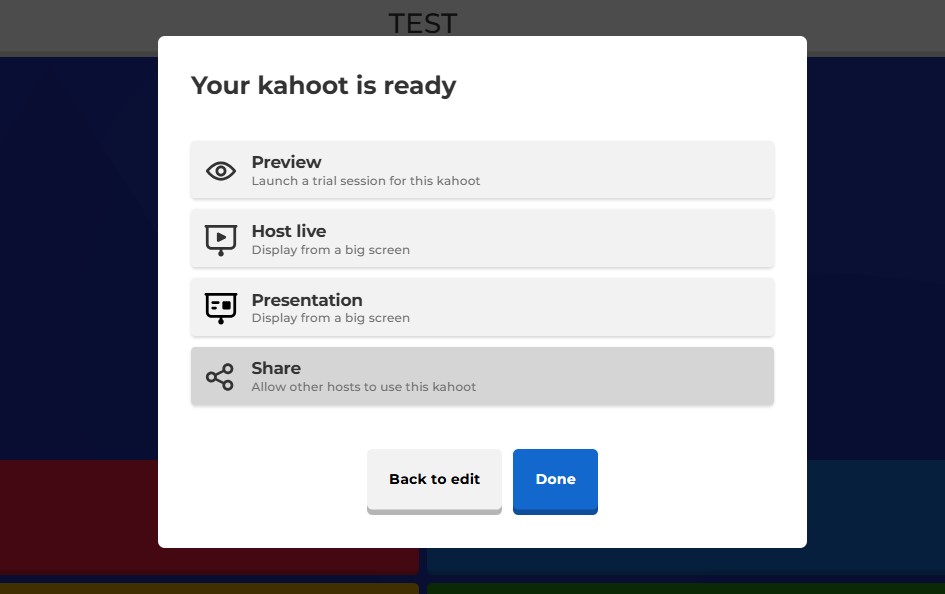 TEST
Your kahoot is ready
Preview
Launch a trial session for this kahoot
Host live
Display from a big screen
Presentation
Display from a big screen
Share
Allow other hosts to use this kahoot
Back to edit
Done